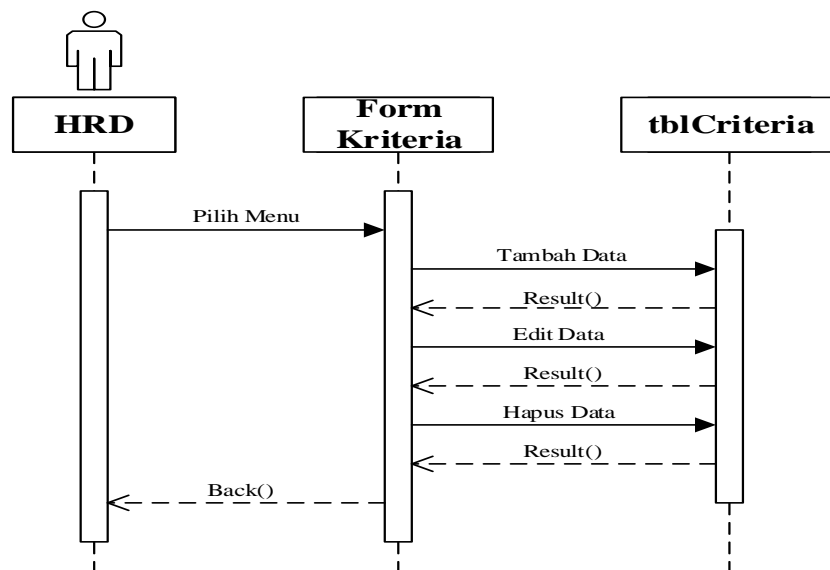 HRD
Form
Kriteria
tblCriteria
Pilih Menu
Tambah Data
Result()
Edit Data
Result()
Hapus Data
Result()
Back()